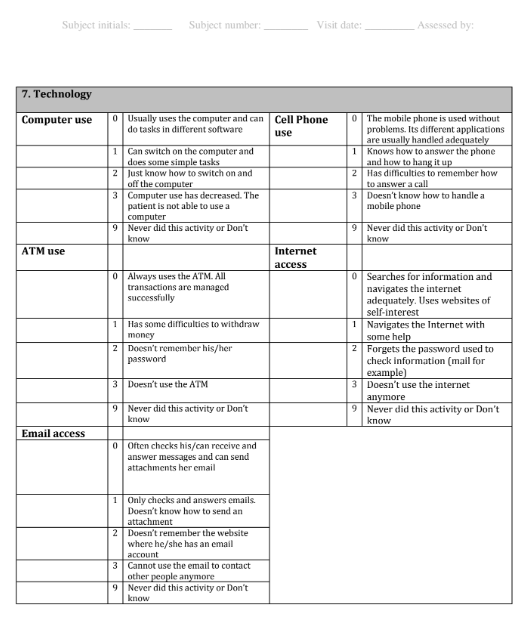 Subject initials: _______ Subject number: ________ Visit date: _________ Assessed by:
7. Technology
Computer use
0 Usually uses the computer and can
do tasks in different software
1 Can switch on the computer and
does some simple tasks
2 Just know how to switch on and
off the computer
3 Computer use has decreased. The
patient is not able to use a
computer
9 Never did this activity or Don't
know
Cell Phone
use
0 The mobile phone is used without
problems. Its different applications
are usually handled adequately
1 Knows how to answer the phone
and how to hang it up
2 Has difficulties to remember how
to answer a call
3 Doesn't know how to handle a
mobile phone
9 Never did this activity or Don't
know
ATM use
0 Always uses the ATM. All
transactions are managed
successfully
1 Has some difficulties to withdraw
money
2 Doesn't remember his/her
password
3 Doesn't use the ATM
9 Never did this activity or Don't
know
Internet
access
0 Searches for information and
navigates the internet
adequately. Uses websites of
self-interest
1 Navigates the Internet with
some help
2 Forgets the password used to
check information (mail for
example)
3 Doesn't use the internet
anymore
9 Never did this activity or Don't
know
Email access
0 Often checks his/can receive and
answer messages and can send
attachments her email
1 Only checks and answers emails.
Doesn't know how to send an
attachment
2 Doesn't remember the website
where he/she has an email
account
3 Cannot use the email to contact
other people anymore
9 Never did this activity or Don't
know